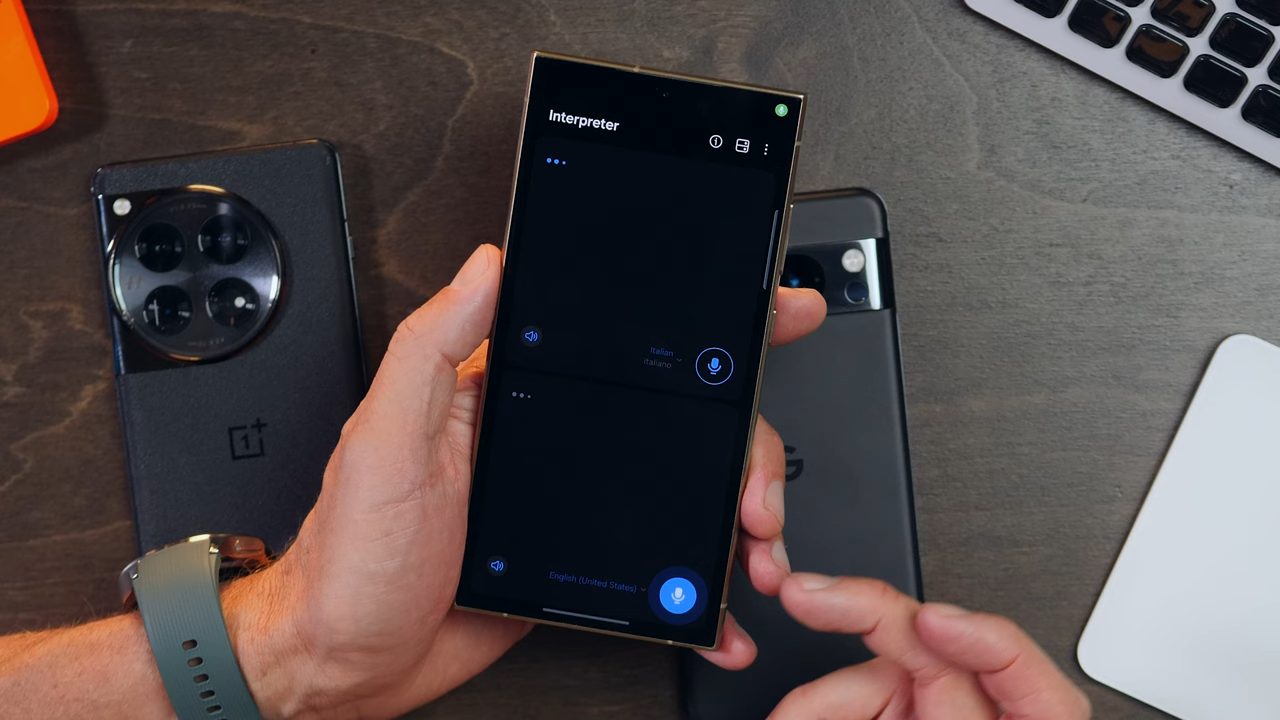 Interpreter
Italian
italiano
English (United States)
G